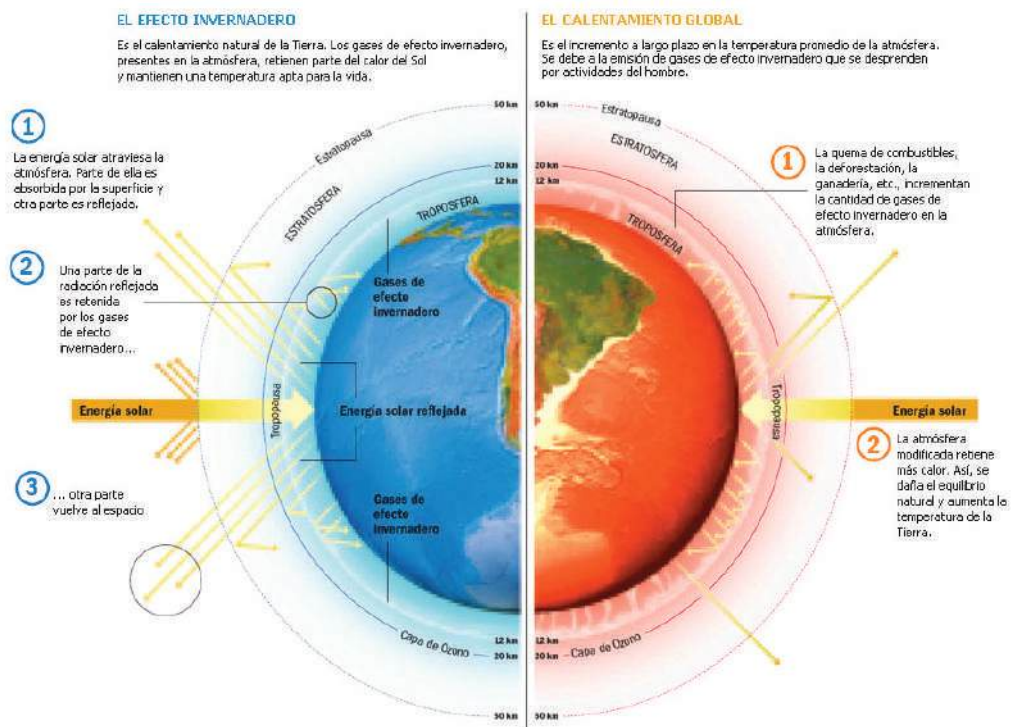 EL EFECTO INVERNADERO
Es el calentamiento natural de la Tierra. Los gases de efecto invernadero,
presentes en la atmósfera, retienen parte del calor del Sol
y mantienen una temperatura apta para la vida.
1
La energía solar atraviesa la
atmósfera. Parte de ella es
absorbida por la superficie y
otra parte es reflejada.
2
Una parte de la
radiación reflejada
es retenida
por los gases
de efecto
invernadero...
Energía solar
3
... otra parte
vuelve al espacio
Estratopausa
ESTRATOSFERA
TROPOSFERA
Tropopausa
Gases de
efecto
invernadero
Energía solar reflejada
Gases de
efecto
invernadero
Capa de Ozono
50 km
20 km
12 km
12 km
20 km
50 km
EL CALENTAMIENTO GLOBAL
Es el incremento a largo plazo en la temperatura promedio de la atmósfera.
Se debe a la emisión de gases de efecto invernadero que se desprenden
por actividades del hombre.
50 km
20 km
12 km
Estratopausa
ESTRATOSFERA
TROPOSFERA
Tropopausa
1
La quema de combustibles,
la deforestación, la
ganadería, etc., incrementan
la cantidad de gases de
efecto invernadero en la
atmósfera.
Energía solar
2
La atmósfera
modificada retiene
más calor. Así, se
daña el equilibrio
natural y aumenta la
temperatura de la
Tierra.
12 km
20 km
Capa de Ozono
50 km